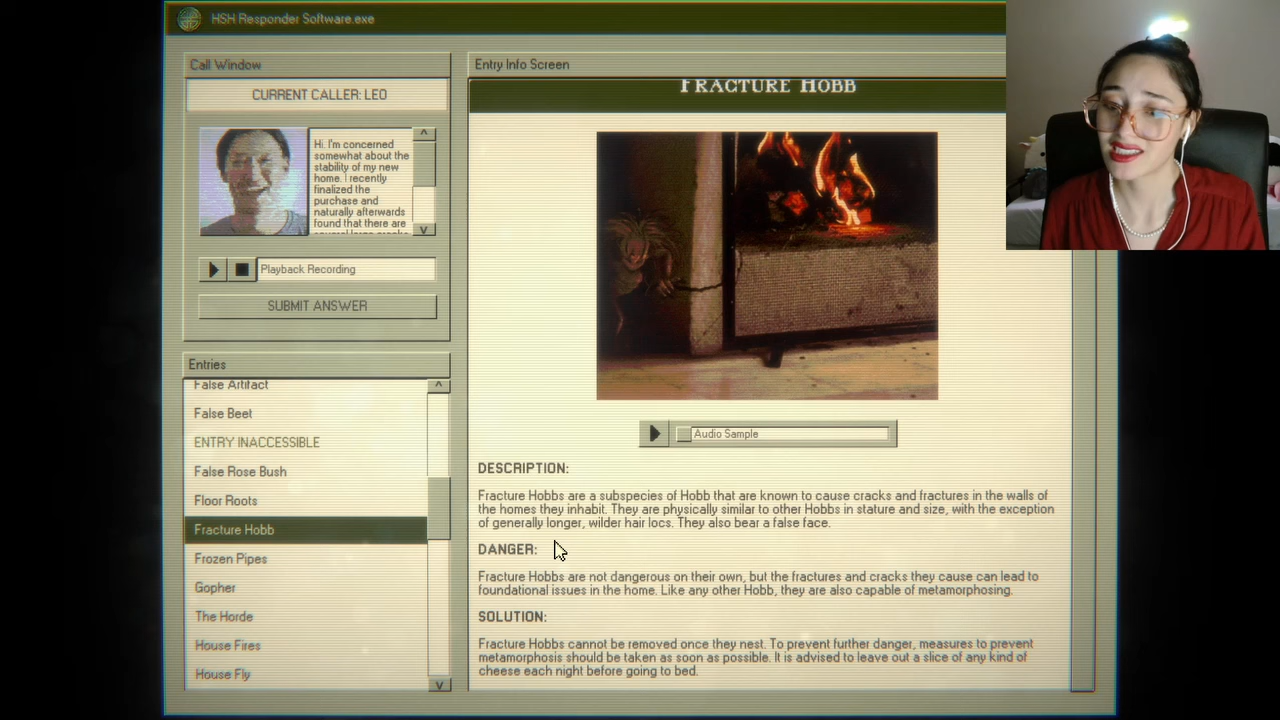 HSH Responder Software.exe
Call Window
CURRENT CALLER: LEO
Hi. I'm concerned
somewhat about the
stability of my new
home. I recently
finalized the
purchase and
naturally afterwards
found that there are
several large cracks
Playback Recording
SUBMIT ANSWER
Entries
False Artifact
False Beet
ENTRY INACCESSIBLE
False Rose Bush
Floor Roots
Fracture Hobb
Frozen Pipes
Gopher
The Horde
House Fires
House Fly
Entry Info Screen
FRACTURE HOBB
Audio Sample
DESCRIPTION:
Fracture Hobbs are a subspecies of Hobb that are known to cause cracks and fractures in the walls
of the homes they inhabit. They are physically similar to other Hobbs in stature and size, with the exception
of generally longer, wilder hair locs. They also bear a false face.
DANGER:
Fracture Hobbs are not dangerous on their own, but the fractures and cracks they cause can lead to
foundational issues in the home. Like any other Hobb, they are also capable of metamorphosing.
SOLUTION:
Fracture Hobbs cannot be removed once they nest. To prevent further danger, measures to prevent
metamorphosis should be taken as soon as possible. It is advised to leave out a slice of any kind of
cheese each night before going to bed.